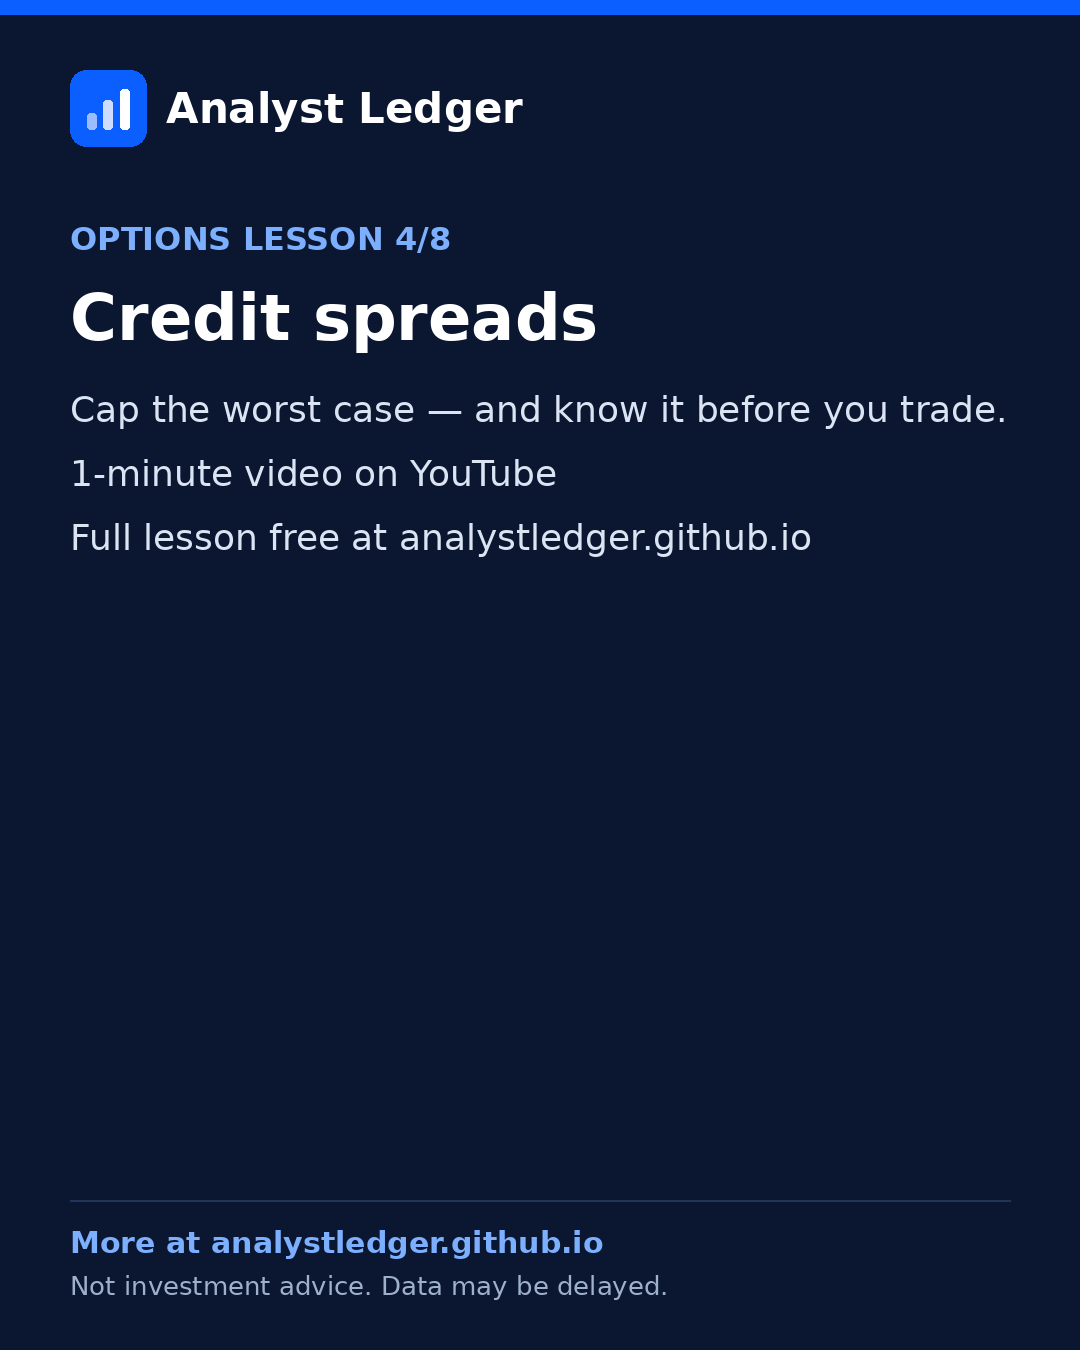 Analyst Ledger
OPTIONS LESSON 4/8
Credit spreads
Cap the worst case — and know it before you trade.
1-minute video on YouTube
Full lesson free at analystledger.github.io
More at analystledger.github.io
Not investment advice. Data may be delayed.